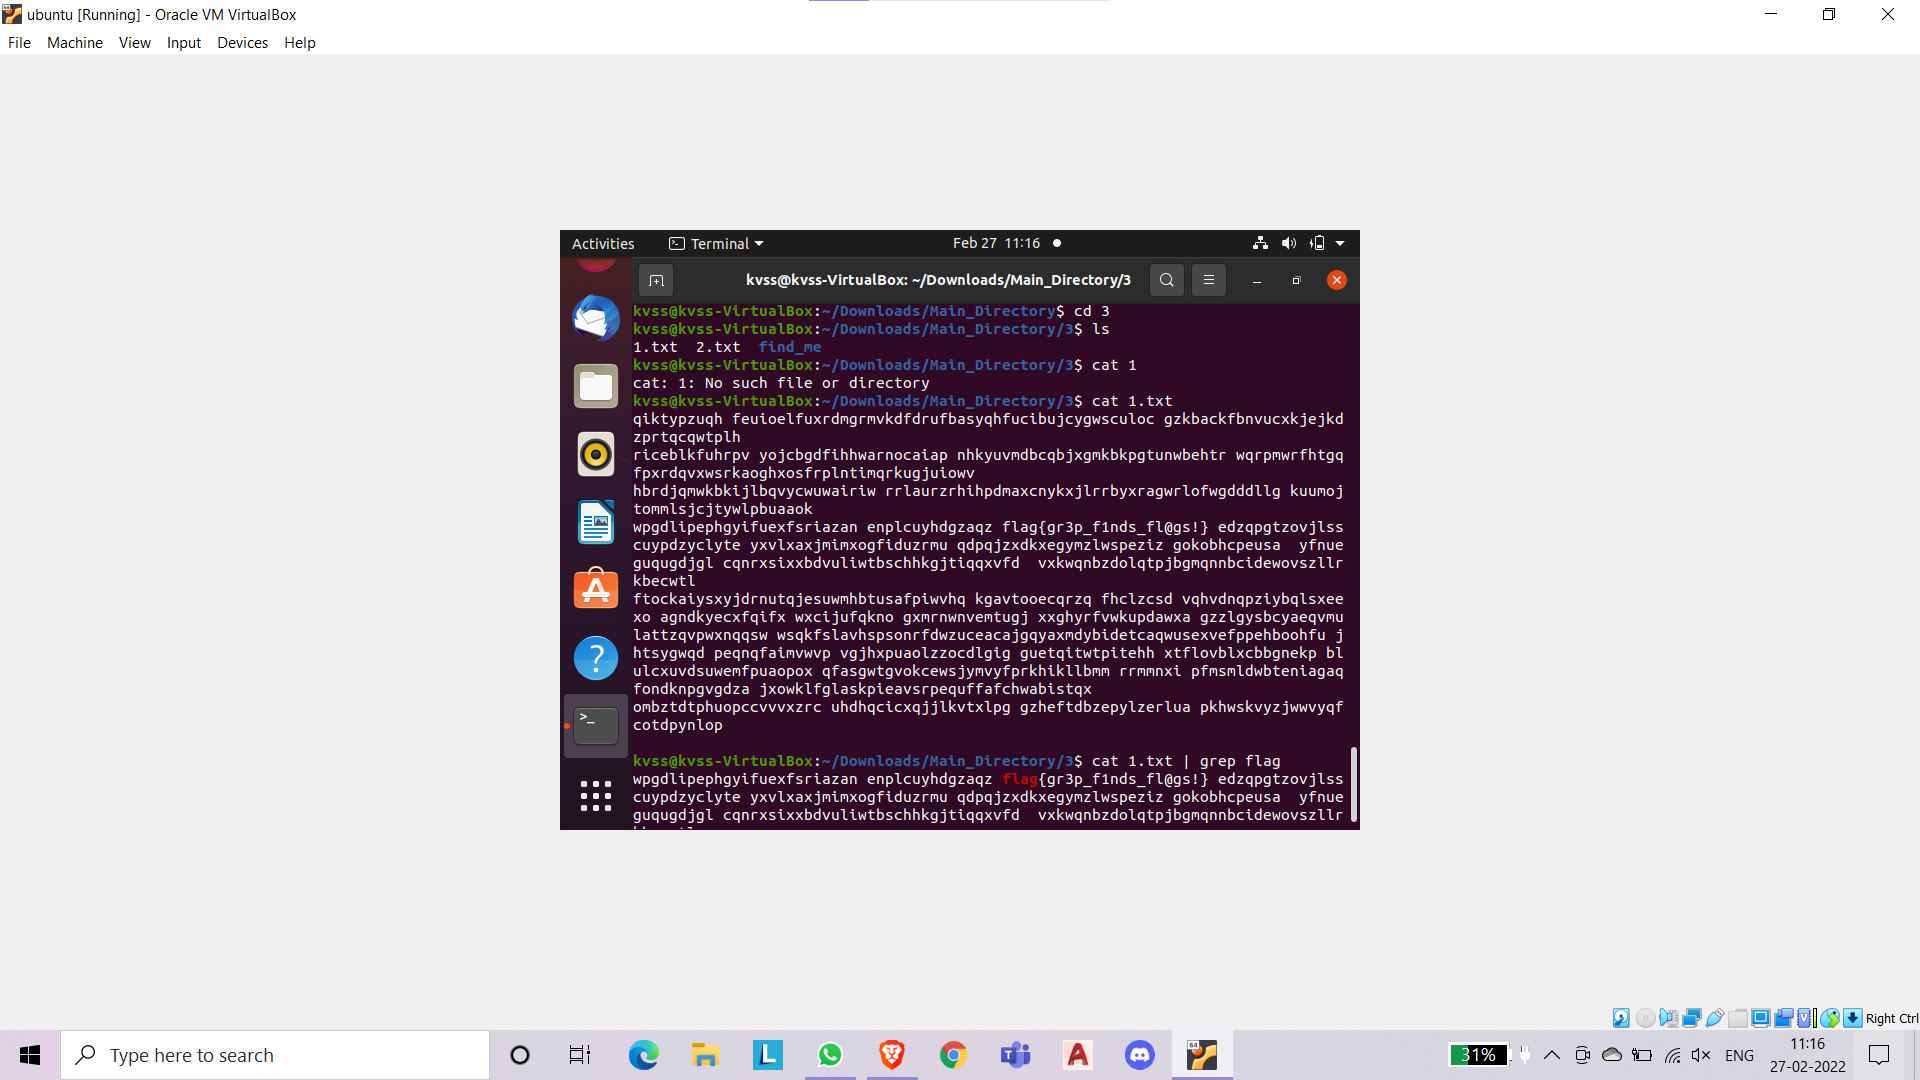 ubuntu [Running] - Oracle VM VirtualBox
File Machine View Input Devices Help
Activities Terminal Feb 27 11:16
kvss@kvss-VirtualBox: ~/Downloads/Main_Directory/3
kvss@kvss-VirtualBox:~/Downloads/Main_Directory$ cd 3
kvss@kvss-VirtualBox:~/Downloads/Main_Directory/3$ ls
1.txt 2.txt find_me
kvss@kvss-VirtualBox:~/Downloads/Main_Directory/3$ cat 1
cat: 1: No such file or directory
kvss@kvss-VirtualBox:~/Downloads/Main_Directory/3$ cat 1.txt
qiktypzuqh feuioelfuxrdmgrmvkdfdrufbasyqhfucibujcygwsculoc gzkbackfbnvucxkjejkd
zprtqcqwtplh
riceblkfuhrpv yojcbgdfihhwarnocaiap nhkyuvmdbcqbjxgmkbkpgtunwbehtr wqrpmwrfhtgq
fpxrdqvxwsrkaoghxosfrplntimqrkugjuiowv
hbrdjqmwkbkijlbqvycwuwairiw rrlaurzrhihpdmaxcnykxjlrrbyxragwrlofwgdddllg kuumoj
tommlsjcjtywlpbuaaok
wpgdlipephgyifuexfsriazan enplcuyhdgzaqz flag{gr3p_f1nds_fl@gs!} edzqpgtzovjlss
cuypdzyclyte yxvlxaxjmimxogfiduzrmu qdpqjzxdkxegymzlwspeziz gokobhcpeusa  yfnue
guqugdjgl cqnrxsixxbdvuliwtbschhkgjtiqqxvfd  vxkwqnbzdolqtpjbgmqnnbcidewovszllr
kbecwtl
ftockaiysxyjdrnutqjesuwmhbtusafpiwvhq kgavtooecqrzq fhclzcsd vqhvdnqpziybqlsxee
xo agndkyecxfqifx wxcijufqkno gxmrnwnvemtugj xxghyrfvwkupdawxa gzzlgysbcyaeqvmu
lattzqvpwxnqqsw wsqkfslavhspsonrfdwzuceacajgqyaxmdybidetcaqwusexvefppehboohfu j
htsygwqd peqnqfaimvwvp vgjhxpuaolzzocdlgig guetqitwtpitehh xtflovblxcbbgnekp bl
ulcxuvdsuwemfpuaopox qfasgwtgvokcewsjymvyfprkhikllbmm rrmmnxi pfmsmldwbteniagaq
fondknpgvgdza jxowklfglaskpieavsrpequffafchwabistqx
ombztdtphuopccvvvxzrc uhdhqcicxqjjlkvtxlpg gzheftdbzepylzerlua pkhwskvyzjwwvyqf
cotdpynlop
kvss@kvss-VirtualBox:~/Downloads/Main_Directory/3$ cat 1.txt | grep flag
wpgdlipephgyifuexfsriazan enplcuyhdgzaqz flag{gr3p_f1nds_fl@gs!} edzqpgtzovjlss
cuypdzyclyte yxvlxaxjmimxogfiduzrmu qdpqjzxdkxegymzlwspeziz gokobhcpeusa  yfnue
guqugdjgl cqnrxsixxbdvuliwtbschhkgjtiqqxvfd  vxkwqnbzdolqtpjbgmqnnbcidewovszllr
Right Ctrl
Type here to search
31%
ENG
11:16
27-02-2022